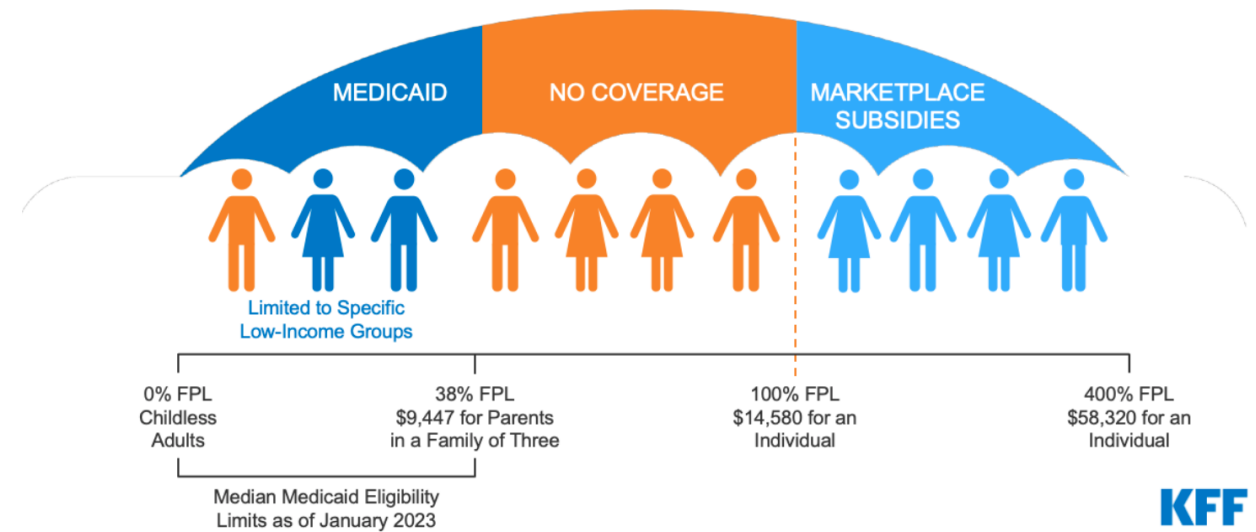 MEDICAID
NO COVERAGE
MARKETPLACE
SUBSIDIES
Limited to Specific
Low-Income Groups
0% FPL
Childless
Adults
38% FPL
$9,447 for Parents
in a Family of Three
100% FPL
$14,580 for an
Individual
400% FPL
$58,320 for an
Individual
Median Medicaid Eligibility
Limits as of January 2023
KFF